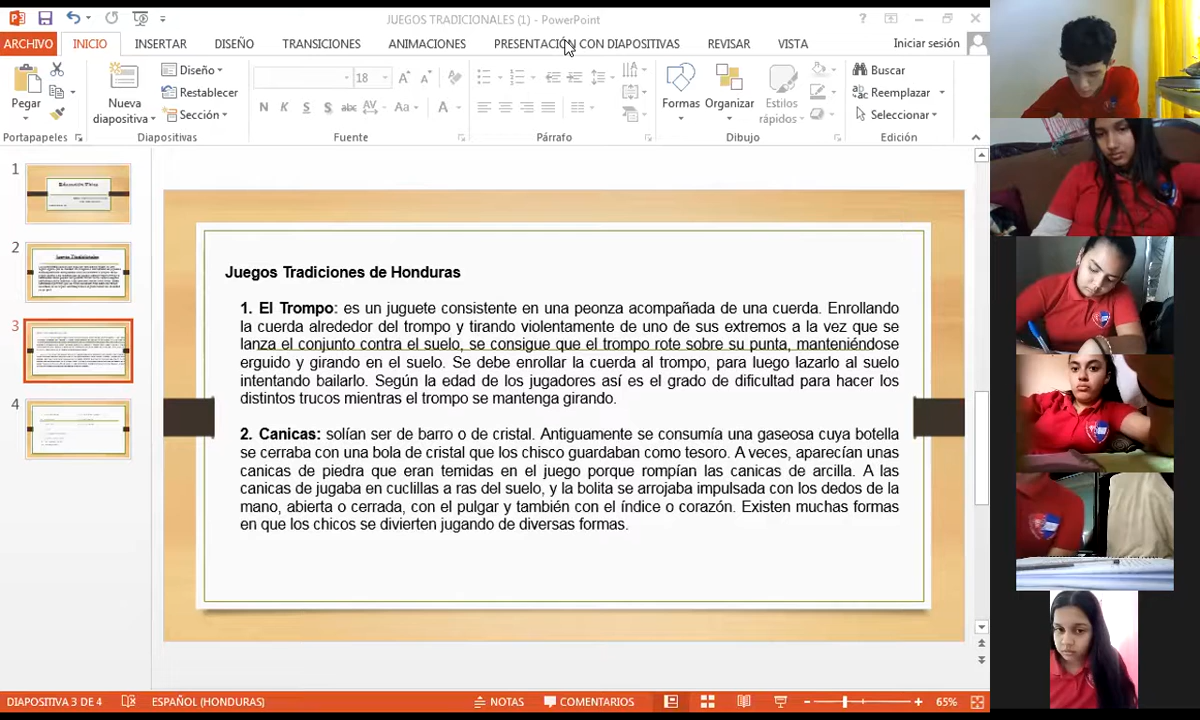 JUEGOS TRADICIONALES (1) - PowerPoint
ARCHIVO
INICIO
INSERTAR
DISEÑO
TRANSICIONES
ANIMACIONES
PRESENTACIÓN CON DIAPOSITIVAS
REVISAR
VISTA
Iniciar sesión
Pegar
Nueva
diapositiva
Diseño
Restablecer
Sección
18
N K S S abc AV Aa A
Formas
Organizar
Estilos
rápidos
Buscar
Reemplazar
Seleccionar
Portapapeles
Diapositivas
Fuente
Párrafo
Dibujo
Edición
1
2
Juegos Tradicionales
3
4
Juegos Tradiciones de Honduras
1. El Trompo: es un juguete consistente en una peonza acompañada de una cuerda. Enrollando
la cuerda alrededor del trompo y tirando violentamente de uno de sus extremos a la vez que se
lanza el conjunto contra el suelo, se consigue que el trompo rote sobre su punta, manteniéndose
erguido y girando en el suelo. Se debe enrollar la cuerda al trompo, para luego lazarlo al suelo
intentando bailarlo. Según la edad de los jugadores así es el grado de dificultad para hacer los
distintos trucos mientras el trompo se mantenga girando.
2. Canicas: solían ser de barro o de cristal. Antiguamente se consumía una gaseosa cuya botella
se cerraba con una bola de cristal que los chisco guardaban como tesoro. A veces, aparecían unas
canicas de piedra que eran temidas en el juego porque rompían las canicas de arcilla. A las
canicas de jugaba en cuclillas a ras del suelo, y la bolita se arrojaba impulsada con los dedos de la
mano, abierta o cerrada, con el pulgar y también con el índice o corazón. Existen muchas formas
en que los chicos se divierten jugando de diversas formas.
DIAPOSITIVA 3 DE 4
ESPAÑOL (HONDURAS)
NOTAS
COMENTARIOS
65%